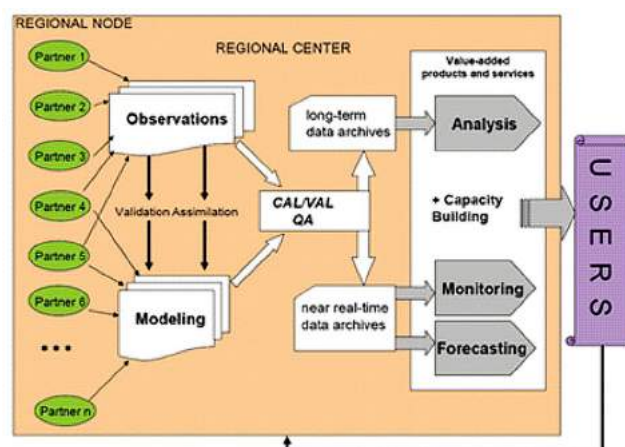 REGIONAL NODE
REGIONAL CENTER
Partner 1
Partner 2
Partner 3
Partner 4
Partner 5
Partner 6
...
Partner n
Observations
Validation Assimilation
Modeling
CAL/VAL
QA
long-term
data archives
near real-time
data archives
Value-added
products and services
Analysis
+ Capacity
Building
Monitoring
Forecasting
USERS